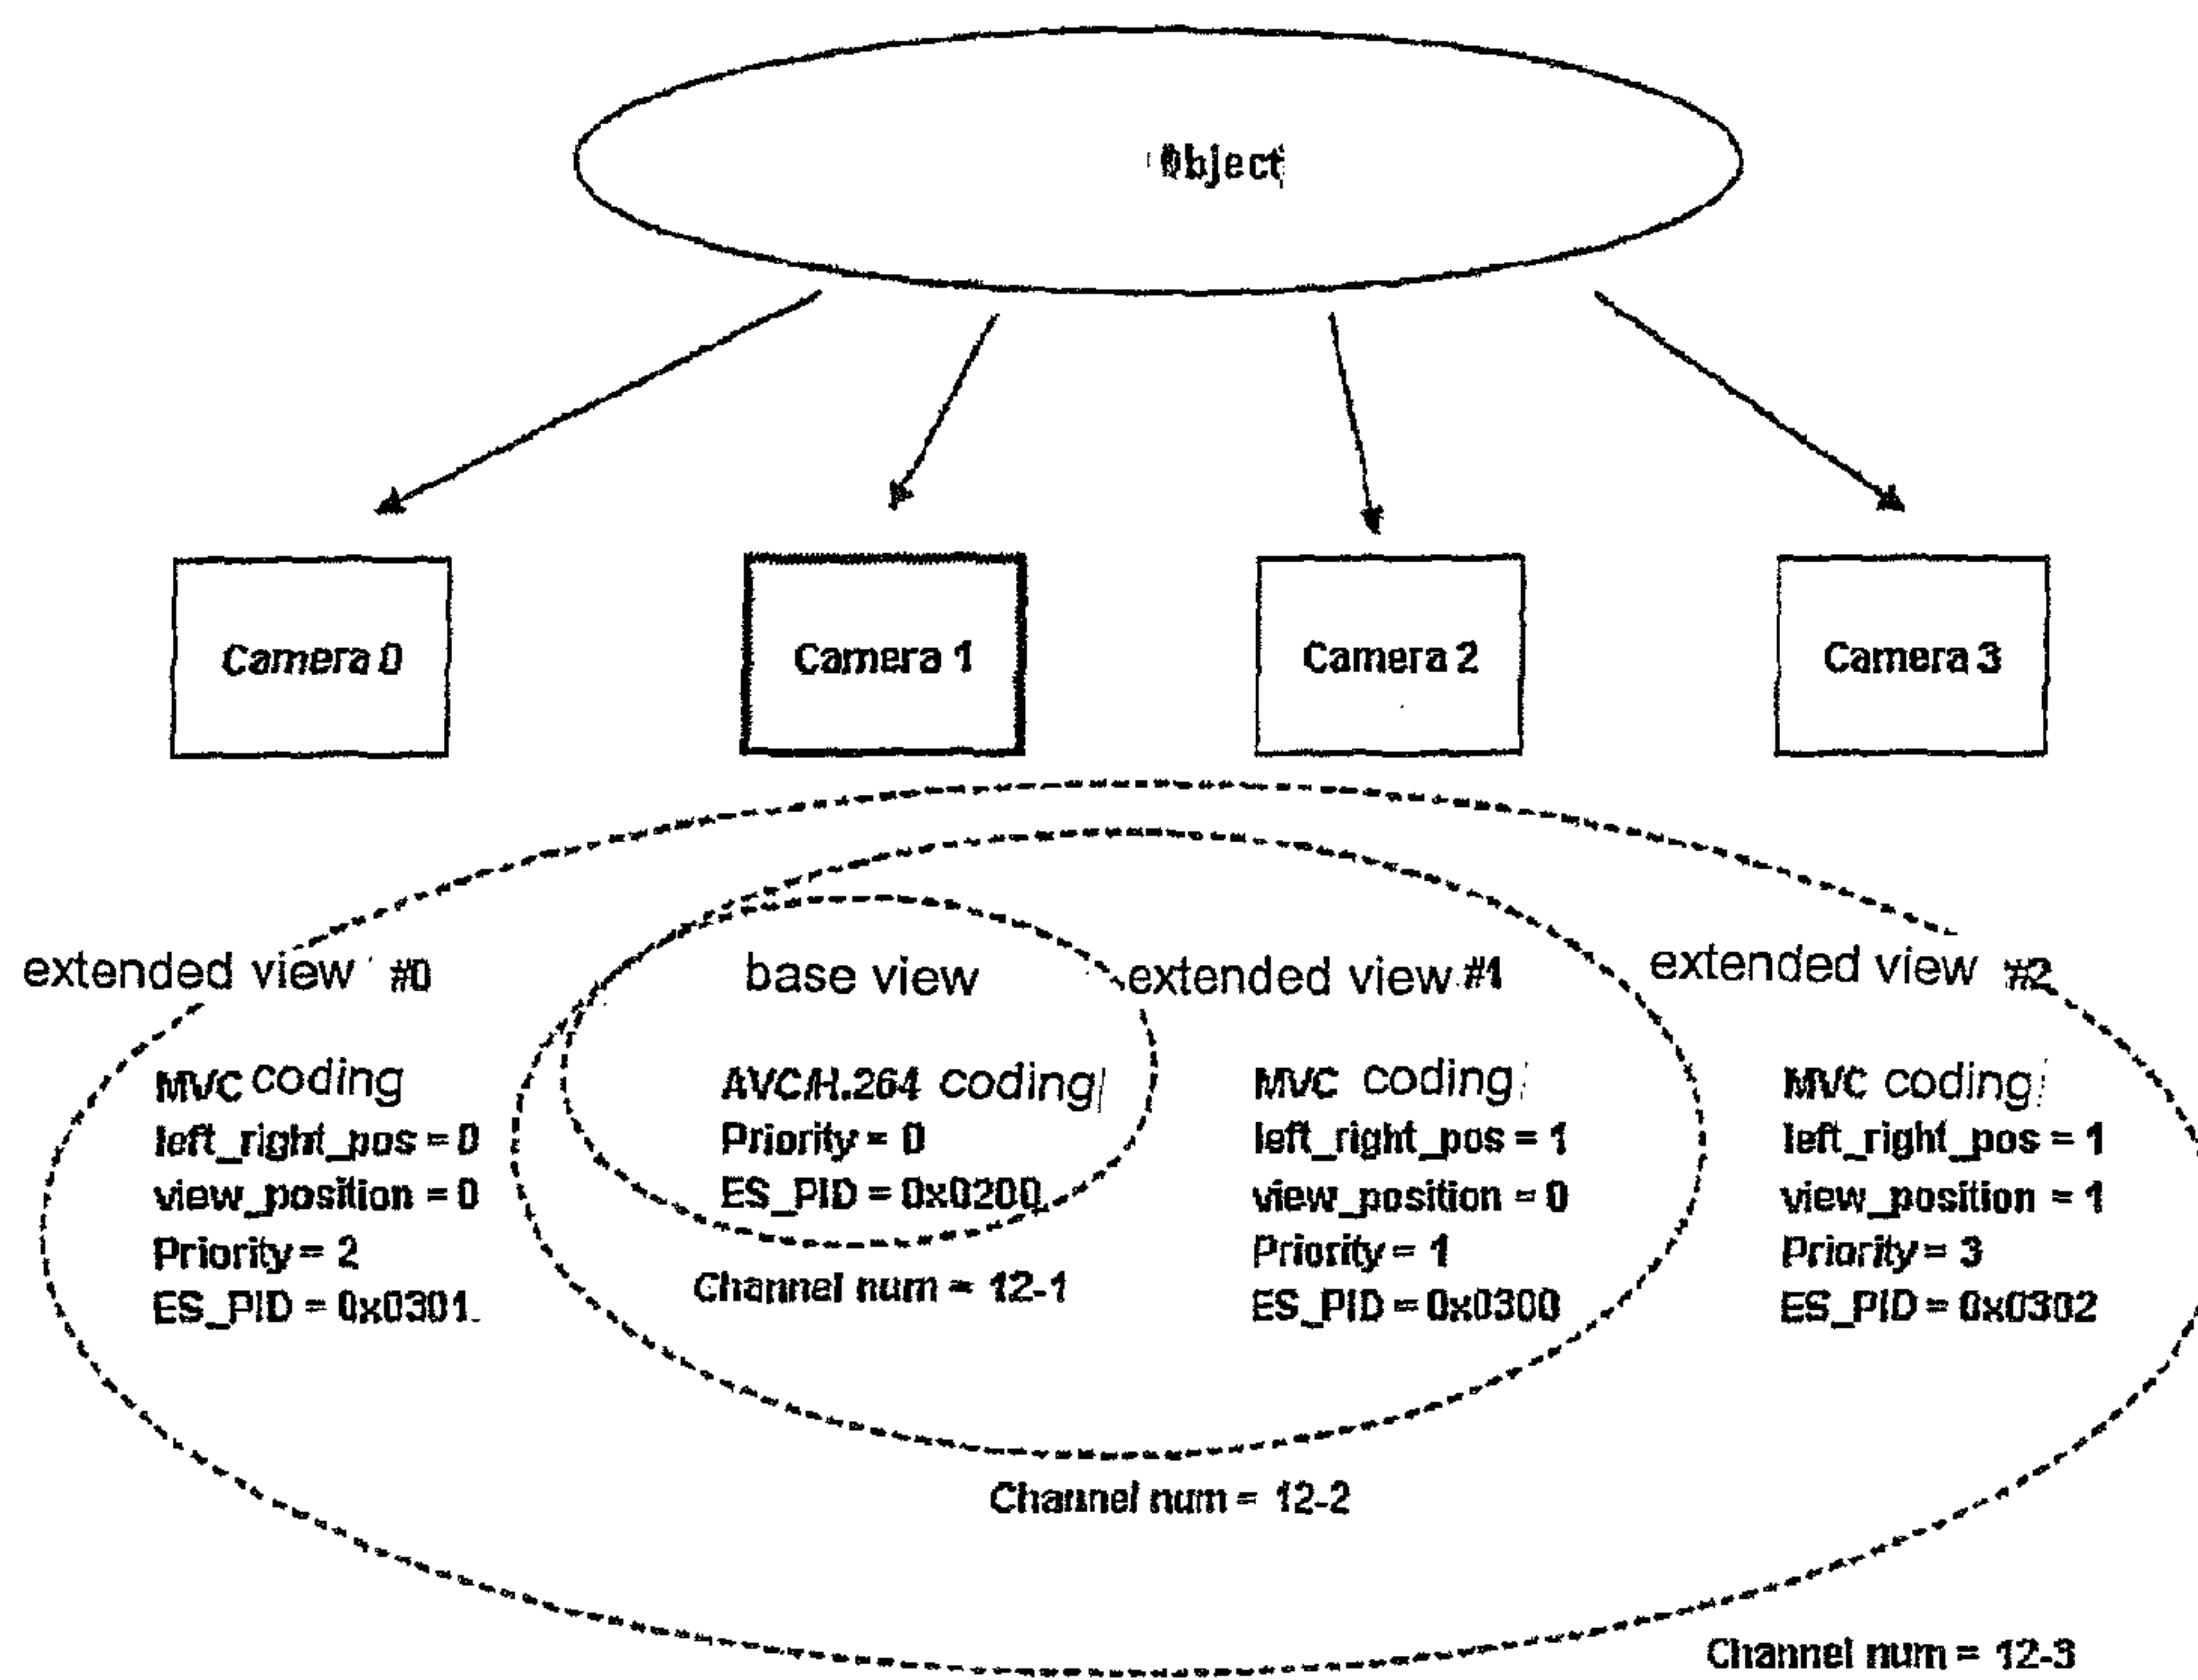 Object
Camera 0
Camera 1
Camera 2
Camera 3
extended view #0
MVC coding
left_right_pos = 0
view_position = 0
Priority = 2
ES_PID = 0x0301
base view
AVC/H.264 coding
Priority = 0
ES_PID = 0x0200
Channel num = 12-1
extended view #1
MVC coding
left_right_pos = 1
view_position = 0
Priority = 1
ES_PID = 0x0300
extended view #2
MVC coding
left_right_pos = 1
view_position = 1
Priority = 3
ES_PID = 0x0302
Channel num = 12-2
Channel num = 12-3